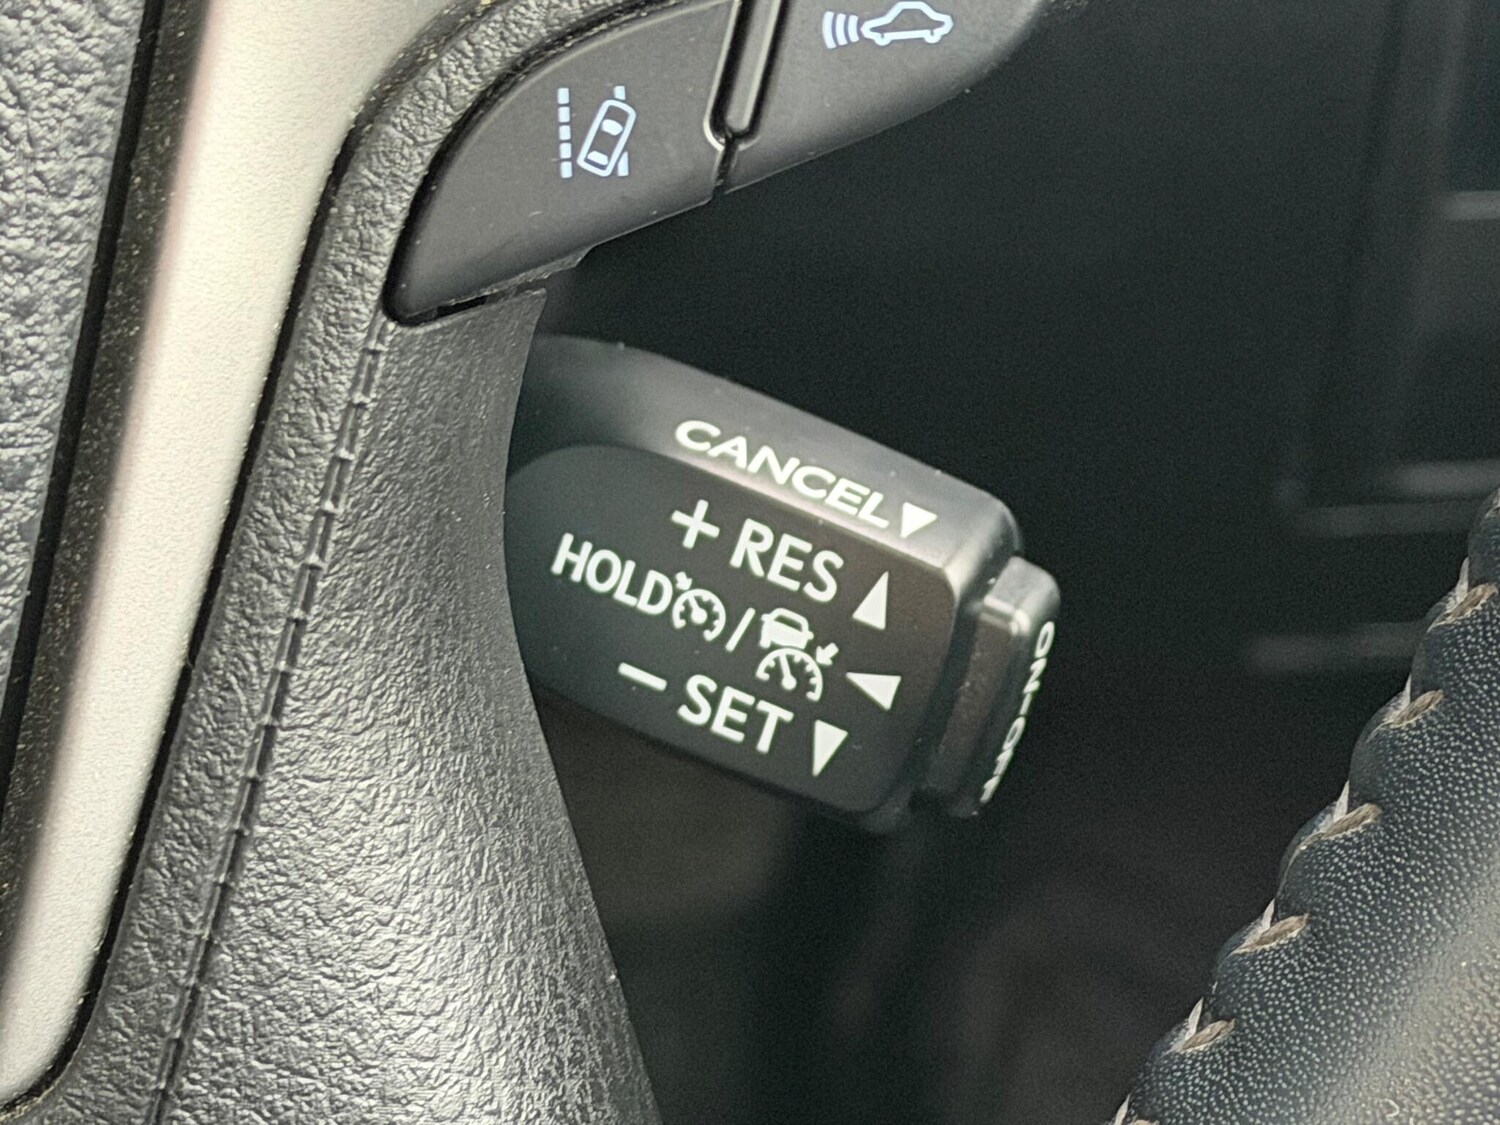 CANCEL▼
+ RES ▲
HOLD / ◀
− SET ▼
ON•OFF